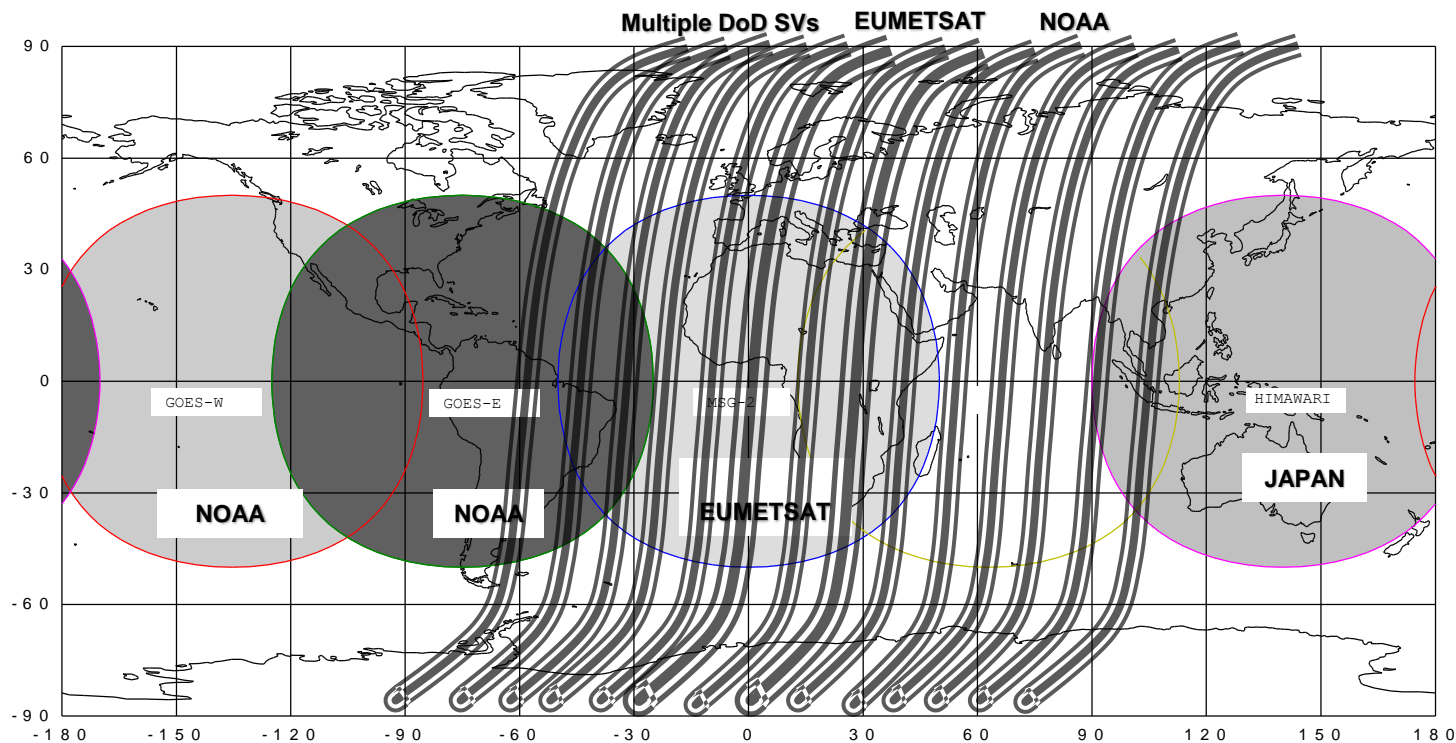 Multiple DoD SVs EUMETSAT NOAA
90
60
30
0
-30
-60
-90
GOES-W GOES-E MSG-2 HIMAWARI
NOAA NOAA EUMETSAT JAPAN
-180 -150 -120 -90 -60 -30 0 30 60 90 120 150 180